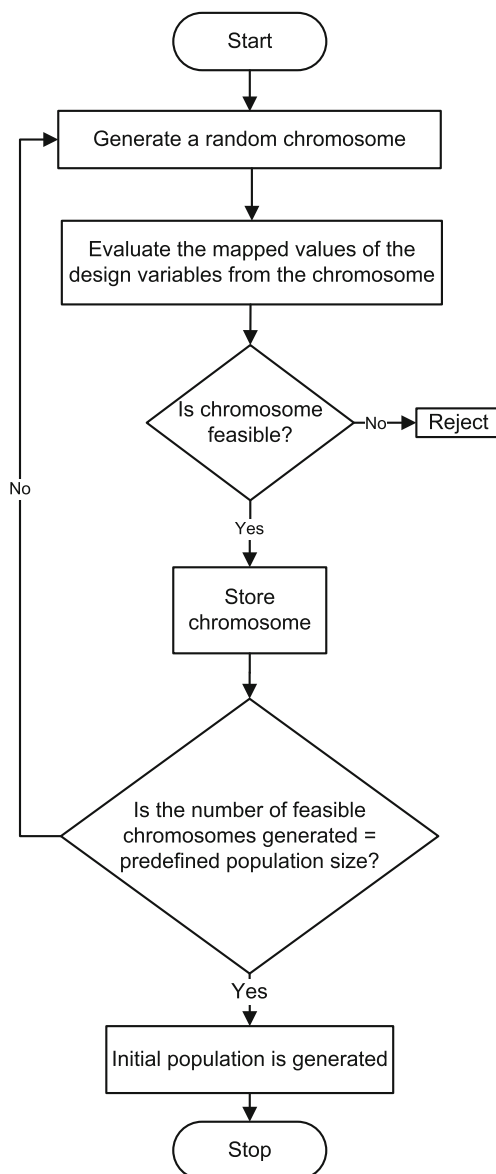 Start
Generate a random chromosome
Evaluate the mapped values of the
design variables from the chromosome
Is chromosome
feasible?
No
Reject
No
Yes
Store
chromosome
Is the number of feasible
chromosomes generated =
predefined population size?
Yes
Initial population is generated
Stop